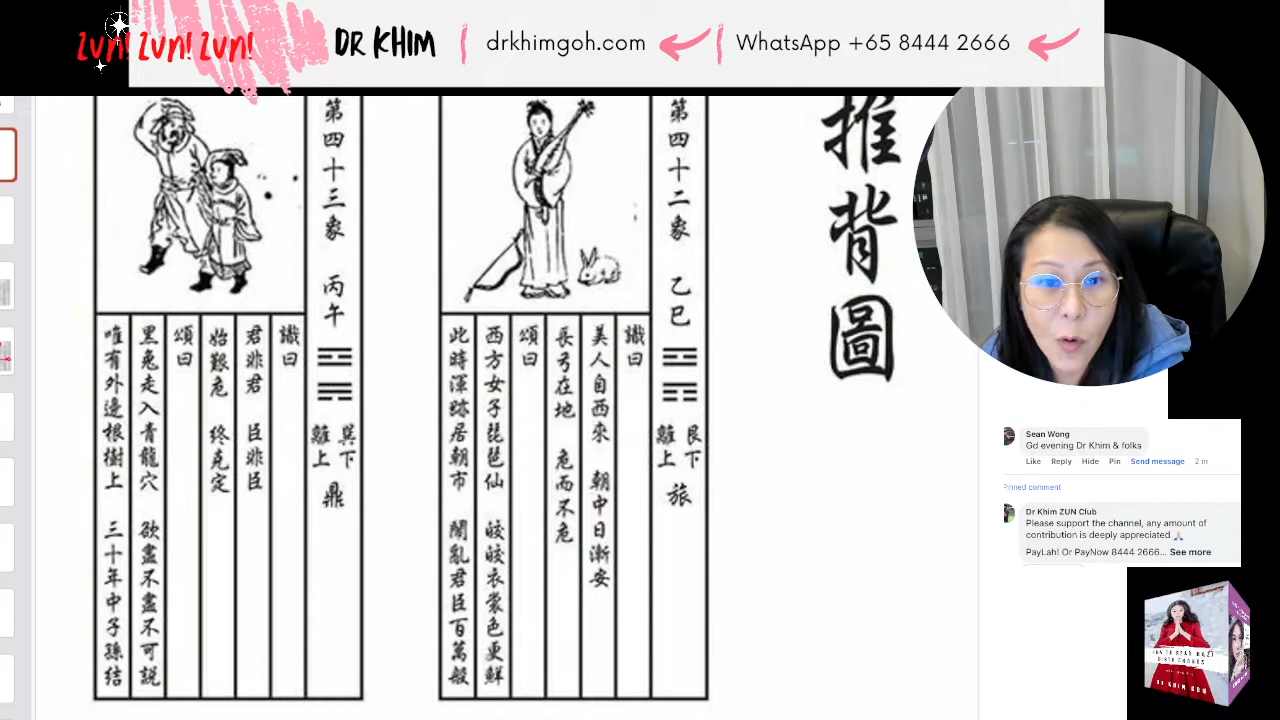 ZUN! ZUN! ZUN!
DR KHIM
drkhimgoh.com
WhatsApp +65 8444 2666
推背圖
第四十二象 乙巳
艮下
離上
旅
讖曰
美人自西來 朝中日漸安
長弓在地 危而不危
頌曰
西方女子琵琶仙 皎皎衣裳色更鮮
此時渾跡居朝市 鬧亂君臣百萬般
第四十三象 丙午
巽下
離上
鼎
讖曰
君非君 臣非臣
始艱危 終克定
頌曰
黑兔走入青龍穴 欲盡不盡不可說
唯有外邊根樹上 三十年中子孫結
Sean Wong
Gd evening Dr Khim & folks
Like Reply Hide Pin Send message 2 m
Pinned comment
Dr Khim ZUN Club
Please support the channel, any amount of
contribution is deeply appreciated 🙏
PayLah! Or PayNow 8444 2666... See more
DR KHIM GOH